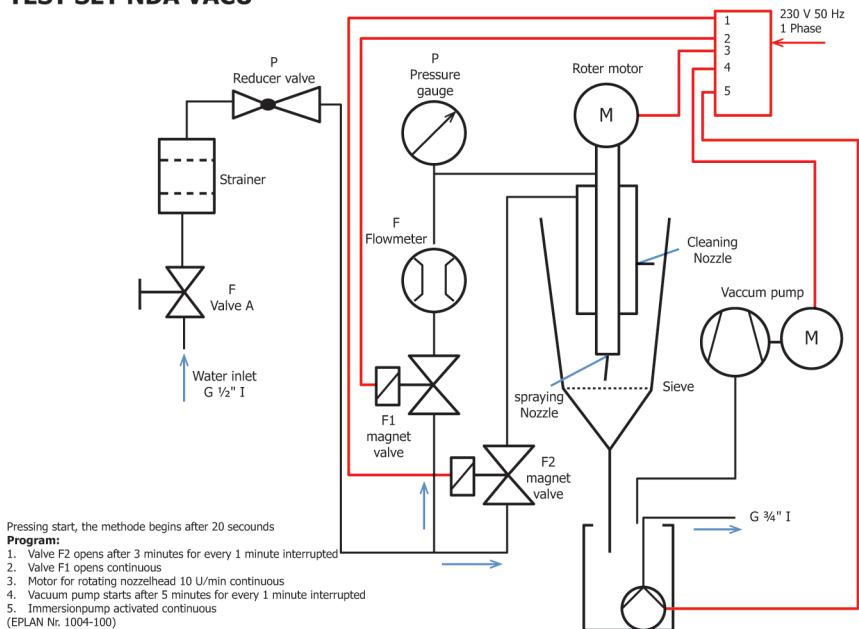 TEST SET NDA VACU
P
Reducer valve
P
Pressure
gauge
Roter motor
1
2
3
4
5
230 V 50 Hz
1 Phase
M
Strainer
F
Flowmeter
Cleaning
Nozzle
F
Valve A
Vaccum pump
M
Water inlet
G ½" I
spraying
Nozzle
Sieve
F1
magnet
valve
F2
magnet
valve
G ¾" I
Pressing start, the methode begins after 20 secounds
Program:
1. Valve F2 opens after 3 minutes for every 1 minute interrupted
2. Valve F1 opens continuous
3. Motor for rotating nozzelhead 10 U/min continuous
4. Vacuum pump starts after 5 minutes for every 1 minute interrupted
5. Immersionpump activated continuous
(EPLAN Nr. 1004-100)